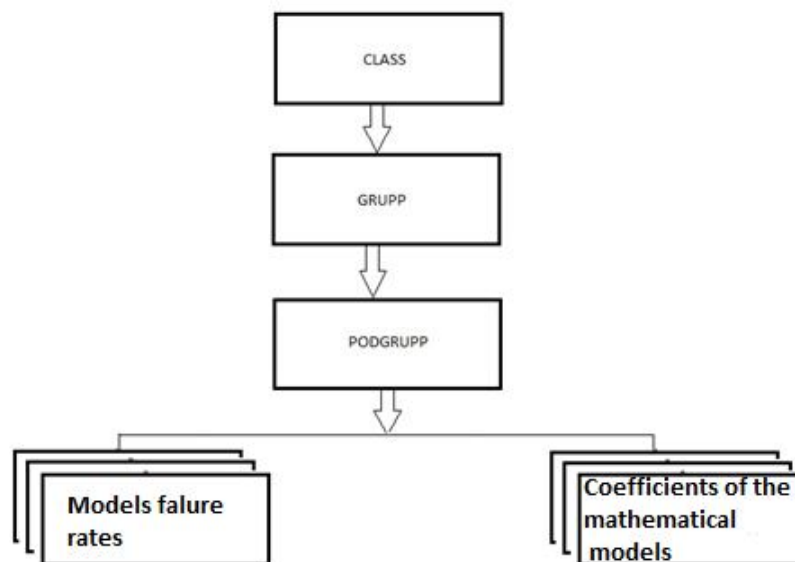 CLASS
GRUPP
PODGRUPP
Models falure
rates
Coefficients of the
mathematical
models